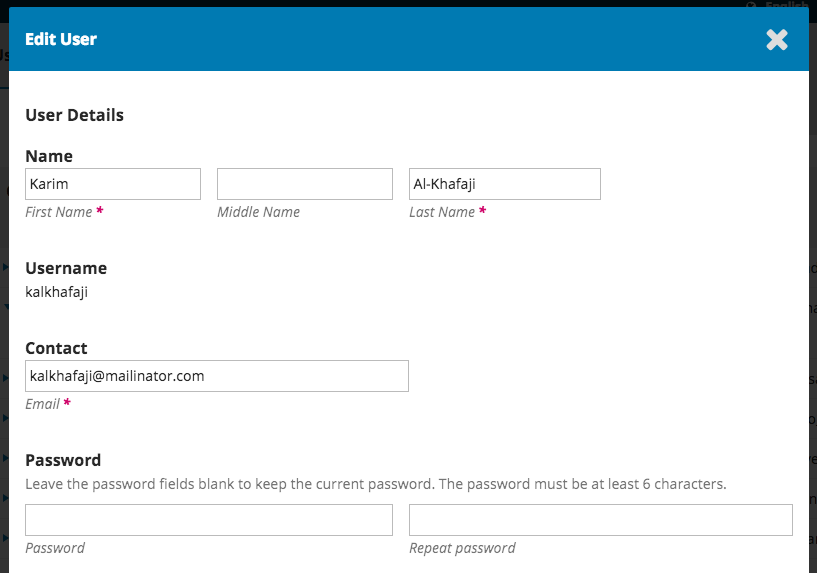 English
Edit User
User Details
Name
Karim Al-Khafaji
First Name * Middle Name Last Name *
Username
kalkhafaji
Contact
kalkhafaji@mailinator.com
Email *
Password
Leave the password fields blank to keep the current password. The password must be at least 6 characters.
Password Repeat password